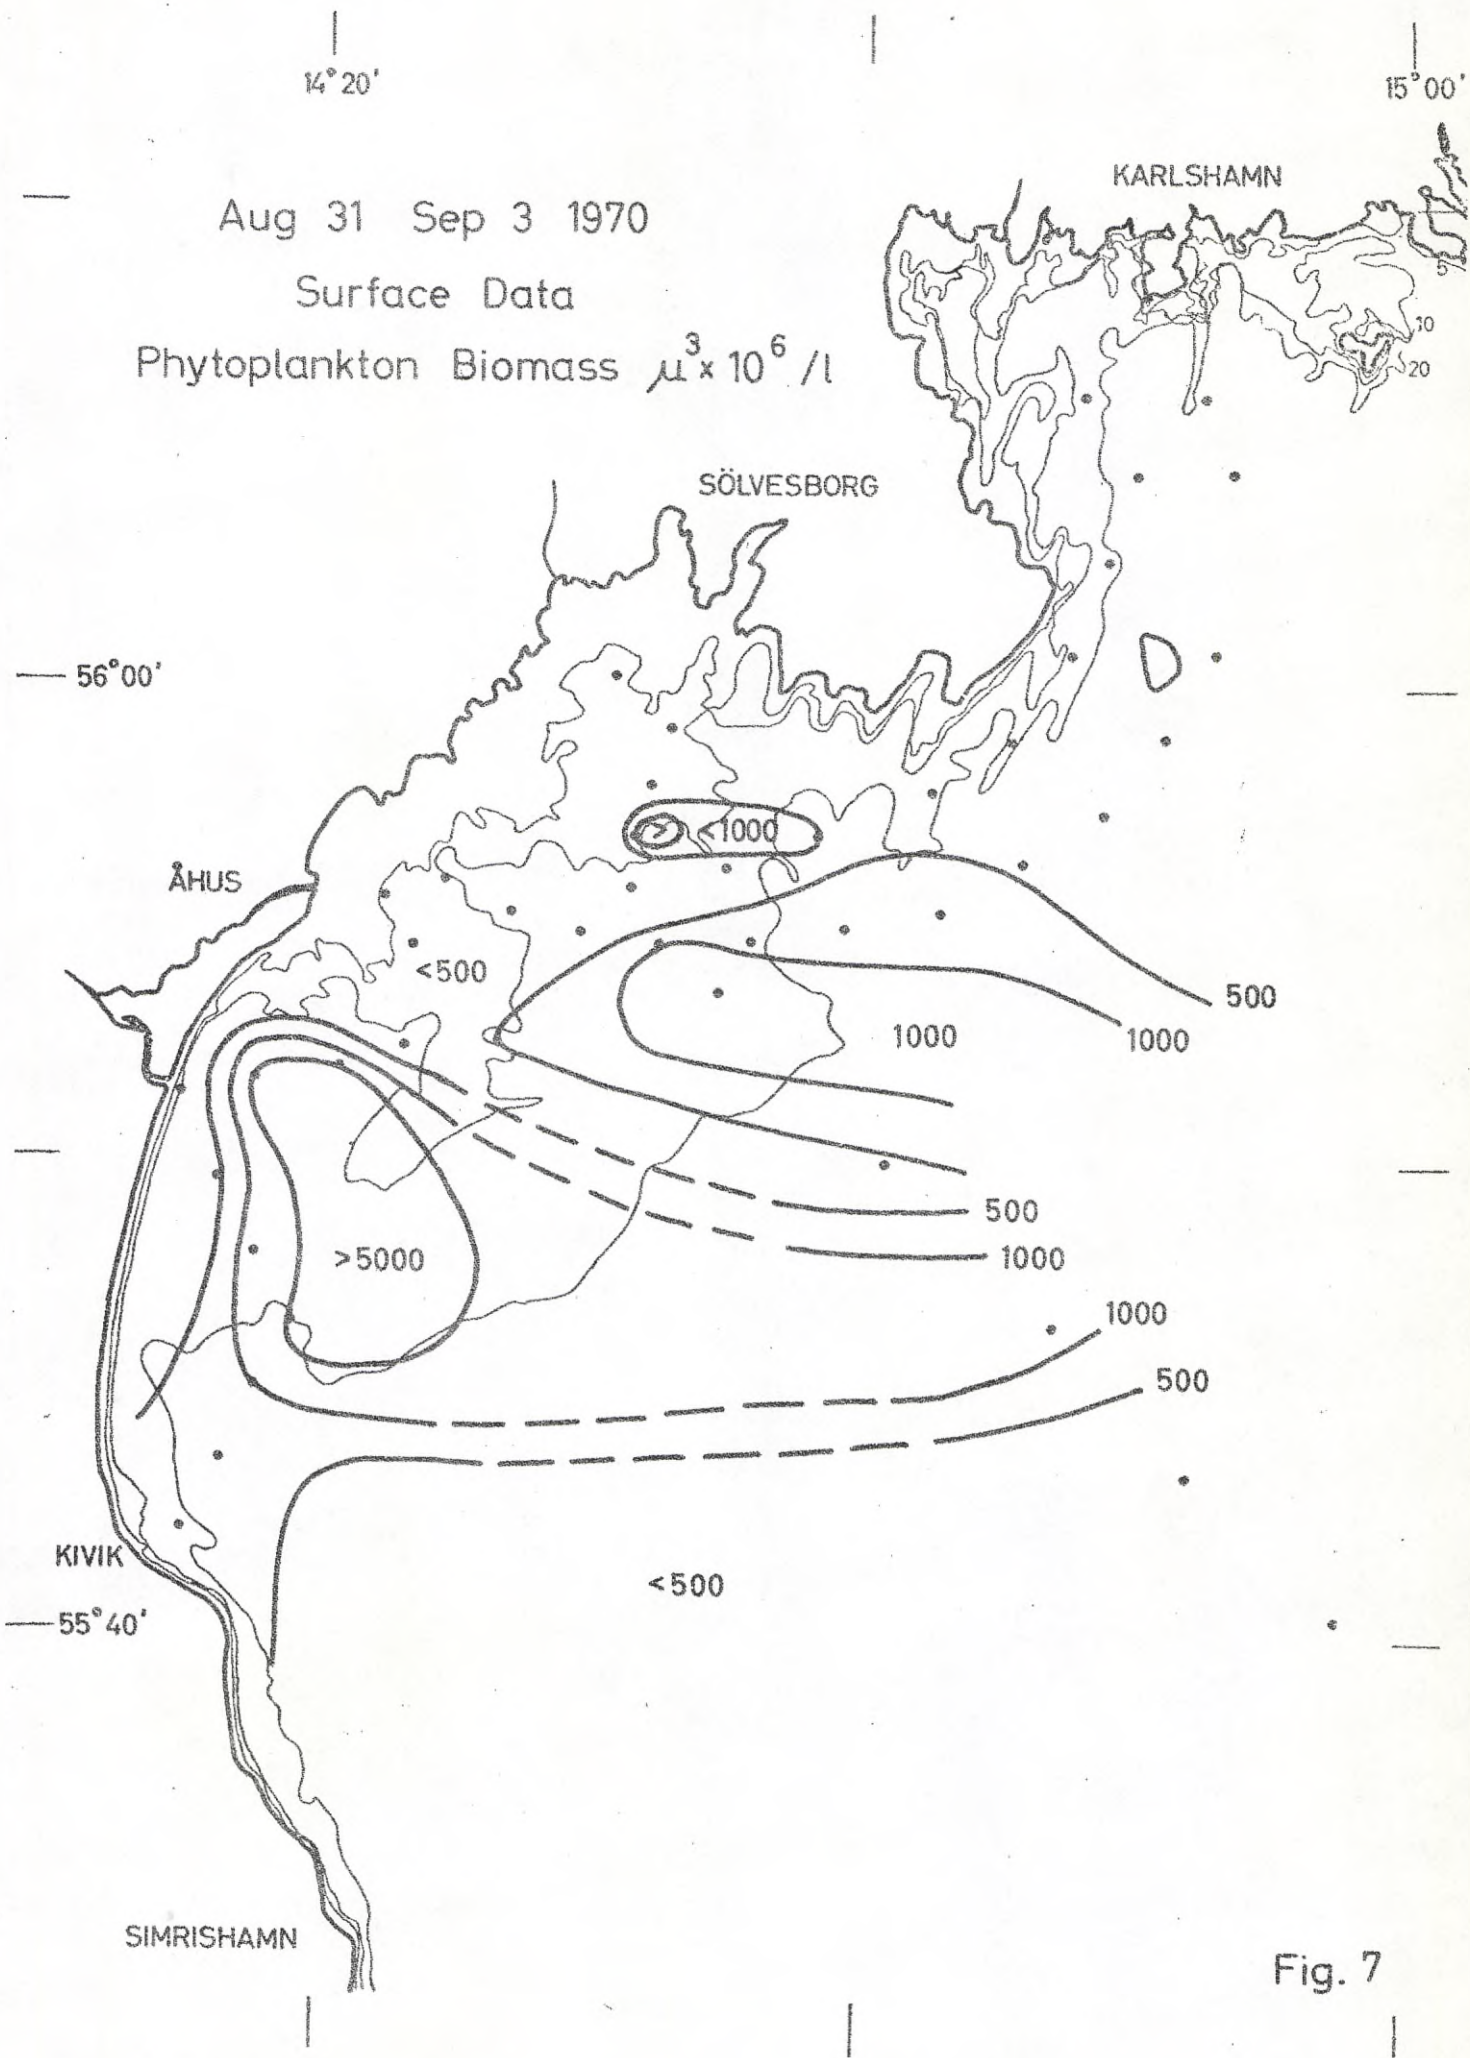 14°20'
15°00'
KARLSHAMN
Aug 31 Sep 3 1970
Surface Data
Phytoplankton Biomass µ³ x 10⁶ /l
5
10
20
SÖLVESBORG
56°00'
> <1000
ÅHUS
<500
500
1000
1000
500
>5000
1000
1000
500
KIVIK
<500
55°40'
SIMRISHAMN
Fig. 7